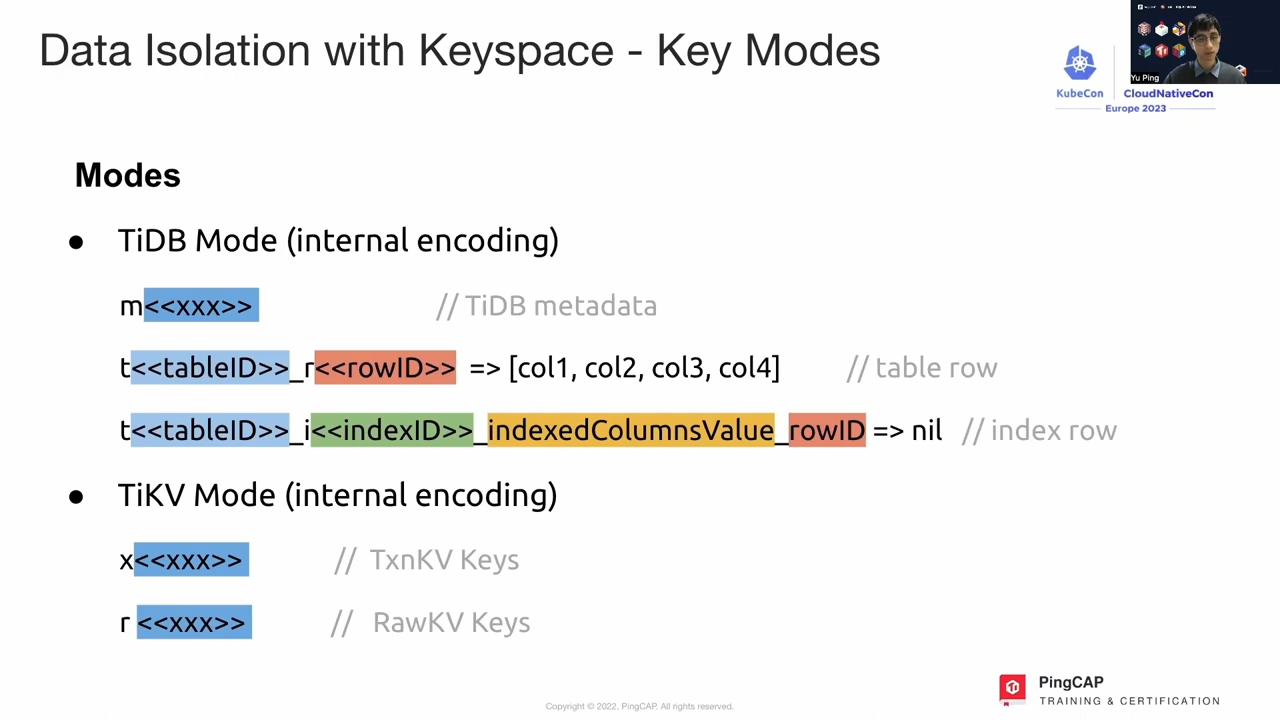 Data Isolation with Keyspace - Key Modes
Yu Ping
KubeCon
CloudNativeCon
Europe 2023
Modes
● TiDB Mode (internal encoding)
m<<xxx>> // TiDB metadata
t<<tableID>>_r<<rowID>> => [col1, col2, col3, col4] // table row
t<<tableID>>_i<<indexID>>_indexedColumnsValue_rowID => nil // index row
● TiKV Mode (internal encoding)
x<<xxx>> // TxnKV Keys
r <<xxx>> // RawKV Keys
PingCAP
TRAINING & CERTIFICATION
Copyright © 2022, PingCAP. All rights reserved.